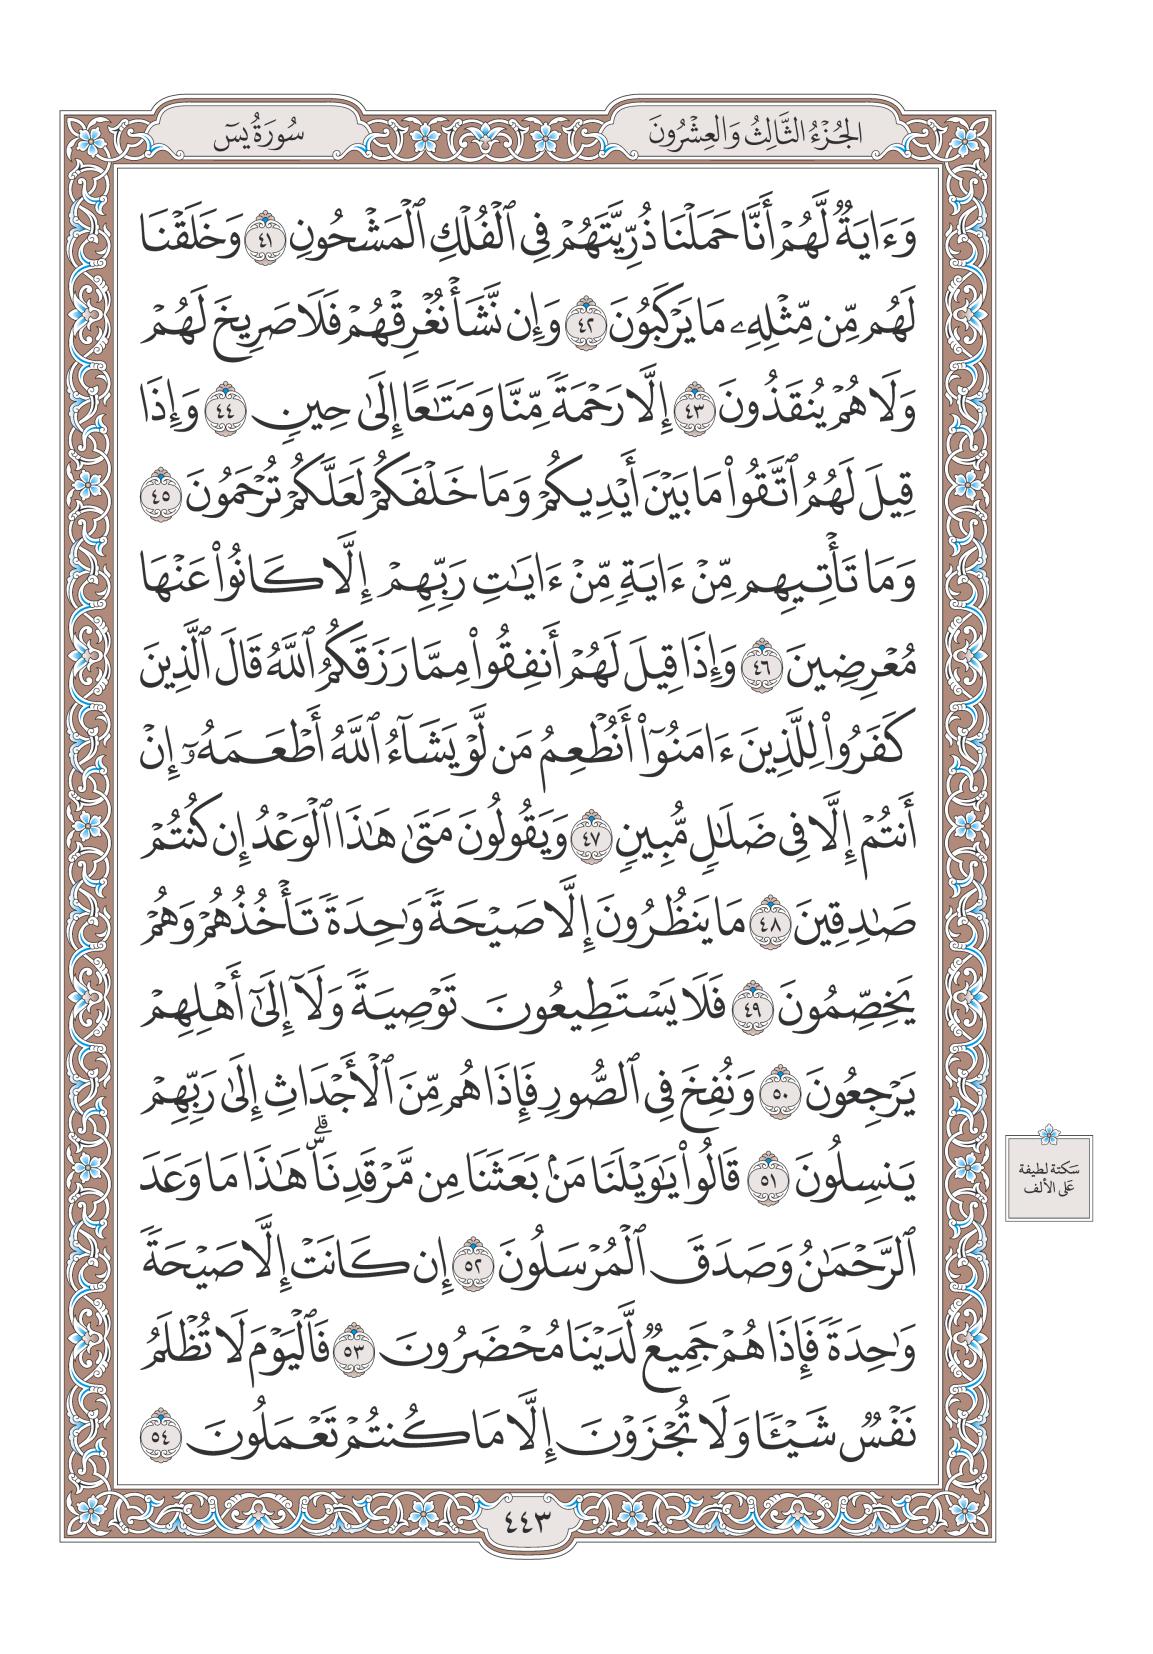 الجُزْءُ الثَّالِثُ وَالعِشْرُونَ
سُورَةُ يسٓ
وَءَايَةٌ لَّهُمْ أَنَّا حَمَلْنَا ذُرِّيَّتَهُمْ فِي ٱلْفُلْكِ ٱلْمَشْحُونِ ٤١ وَخَلَقْنَا
لَهُم مِّن مِّثْلِهِۦ مَا يَرْكَبُونَ ٤٢ وَإِن نَّشَأْ نُغْرِقْهُمْ فَلَا صَرِيخَ لَهُمْ
وَلَا هُمْ يُنقَذُونَ ٤٣ إِلَّا رَحْمَةً مِّنَّا وَمَتَٰعًا إِلَىٰ حِينٍ ٤٤ وَإِذَا
قِيلَ لَهُمُ ٱتَّقُوا۟ مَا بَيْنَ أَيْدِيكُمْ وَمَا خَلْفَكُمْ لَعَلَّكُمْ تُرْحَمُونَ ٤٥
وَمَا تَأْتِيهِم مِّنْ ءَايَةٍ مِّنْ ءَايَٰتِ رَبِّهِمْ إِلَّا كَانُوا۟ عَنْهَا
مُعْرِضِينَ ٤٦ وَإِذَا قِيلَ لَهُمْ أَنفِقُوا۟ مِمَّا رَزَقَكُمُ ٱللَّهُ قَالَ ٱلَّذِينَ
كَفَرُوا۟ لِلَّذِينَ ءَامَنُوٓا۟ أَنُطْعِمُ مَن لَّوْ يَشَآءُ ٱللَّهُ أَطْعَمَهُۥٓ إِنْ
أَنتُمْ إِلَّا فِي ضَلَٰلٍ مُّبِينٍ ٤٧ وَيَقُولُونَ مَتَىٰ هَٰذَا ٱلْوَعْدُ إِن كُنتُمْ
صَٰدِقِينَ ٤٨ مَا يَنظُرُونَ إِلَّا صَيْحَةً وَٰحِدَةً تَأْخُذُهُمْ وَهُمْ
يَخِصِّمُونَ ٤٩ فَلَا يَسْتَطِيعُونَ تَوْصِيَةً وَلَآ إِلَىٰٓ أَهْلِهِمْ
يَرْجِعُونَ ٥٠ وَنُفِخَ فِي ٱلصُّورِ فَإِذَا هُم مِّنَ ٱلْأَجْدَاثِ إِلَىٰ رَبِّهِمْ
يَنسِلُونَ ٥١ قَالُوا۟ يَٰوَيْلَنَا مَنۢ بَعَثَنَا مِن مَّرْقَدِنَاۜۗ هَٰذَا مَا وَعَدَ
ٱلرَّحْمَٰنُ وَصَدَقَ ٱلْمُرْسَلُونَ ٥٢ إِن كَانَتْ إِلَّا صَيْحَةً
وَٰحِدَةً فَإِذَا هُمْ جَمِيعٌ لَّدَيْنَا مُحْضَرُونَ ٥٣ فَٱلْيَوْمَ لَا تُظْلَمُ
نَفْسٌ شَيْـًٔا وَلَا تُجْزَوْنَ إِلَّا مَا كُنتُمْ تَعْمَلُونَ ٥٤
سكتة لطيفة
على الألف
٤٤٣